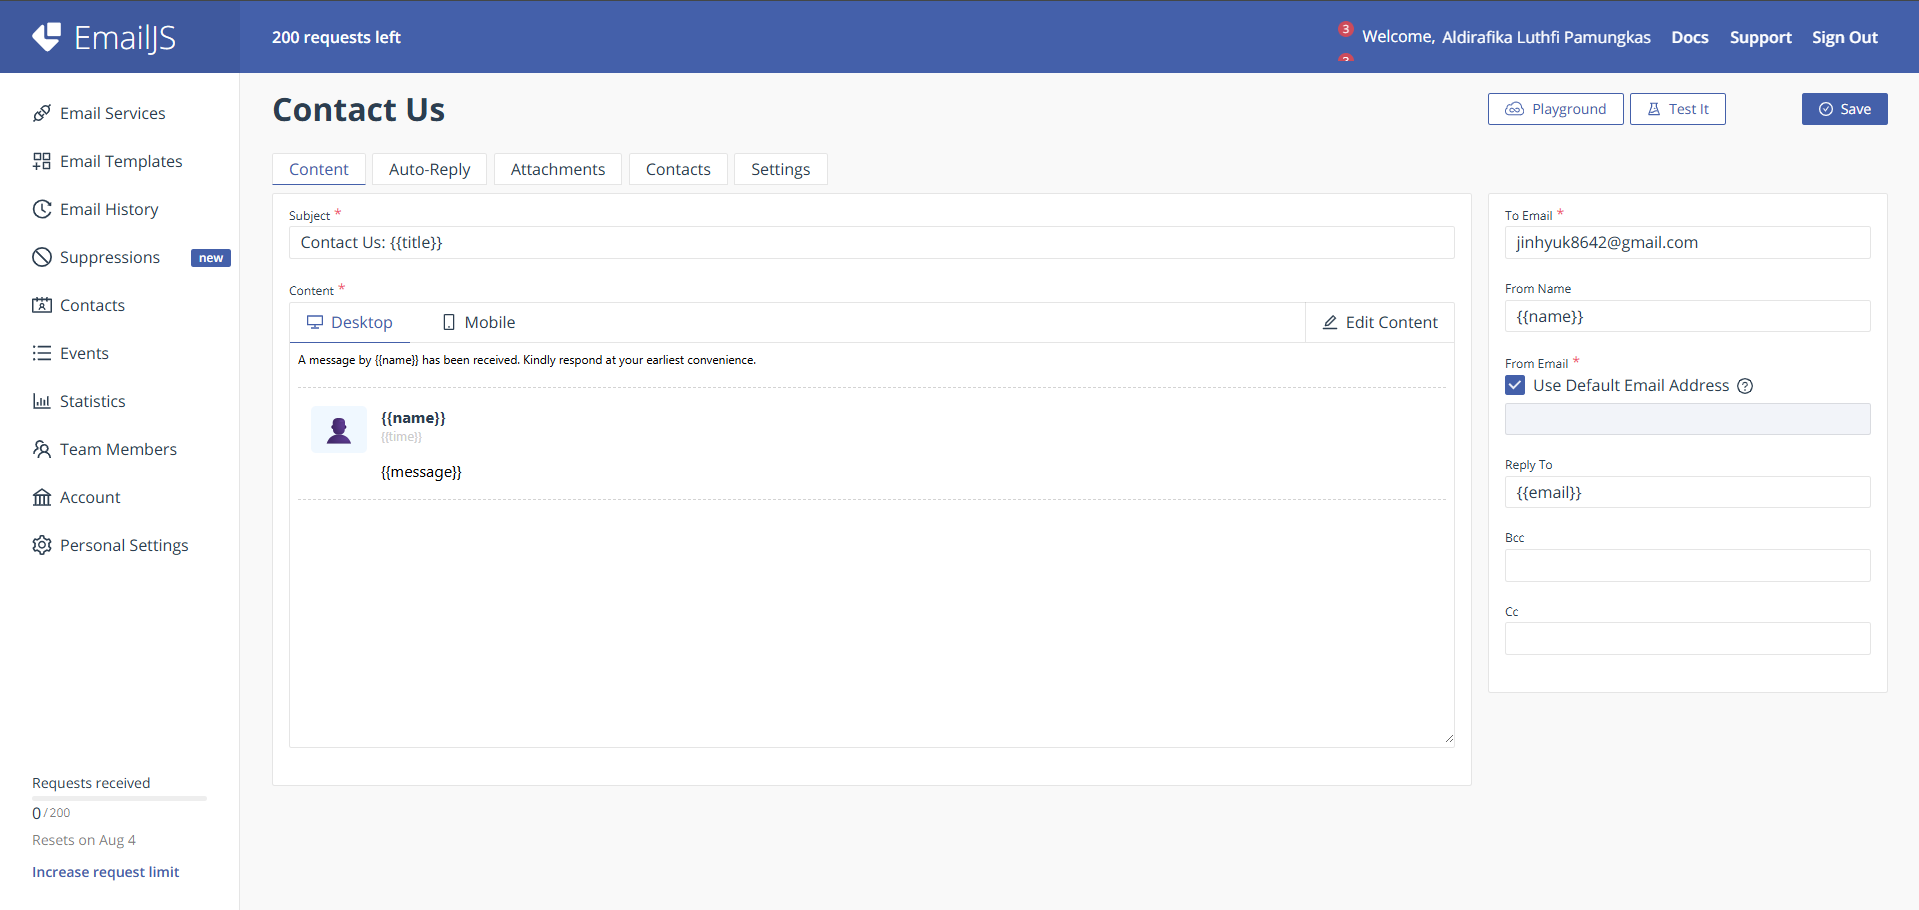 EmailJS
200 requests left
3
Welcome, Aldirafika Luthfi Pamungkas
Docs
Support
Sign Out
Email Services
Email Templates
Email History
Suppressions new
Contacts
Events
Statistics
Team Members
Account
Personal Settings
Requests received
0/200
Resets on Aug 4
Increase request limit
Contact Us
Playground
Test It
Save
Content
Auto-Reply
Attachments
Contacts
Settings
Subject *
Contact Us: {{title}}
Content *
Desktop
Mobile
Edit Content
A message by {{name}} has been received. Kindly respond at your earliest convenience.
{{name}}
{{time}}
{{message}}
To Email *
jinhyuk8642@gmail.com
From Name
{{name}}
From Email *
Use Default Email Address
Reply To
{{email}}
Bcc
Cc